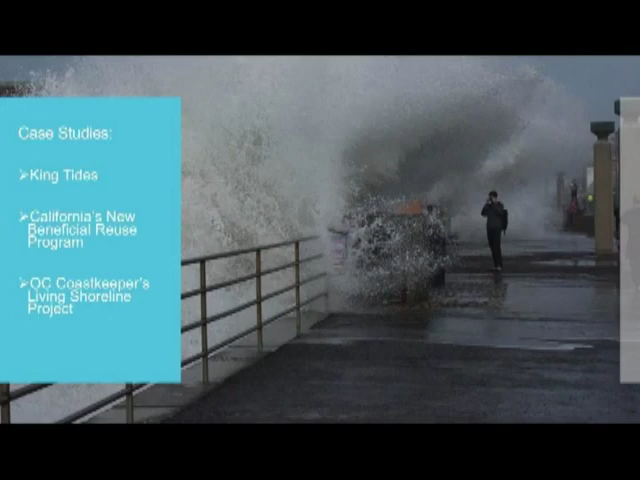 Case Studies:
➢King Tides
➢California's New
Beneficial Reuse
Program
➢OC Coastkeeper's
Living Shoreline
Project